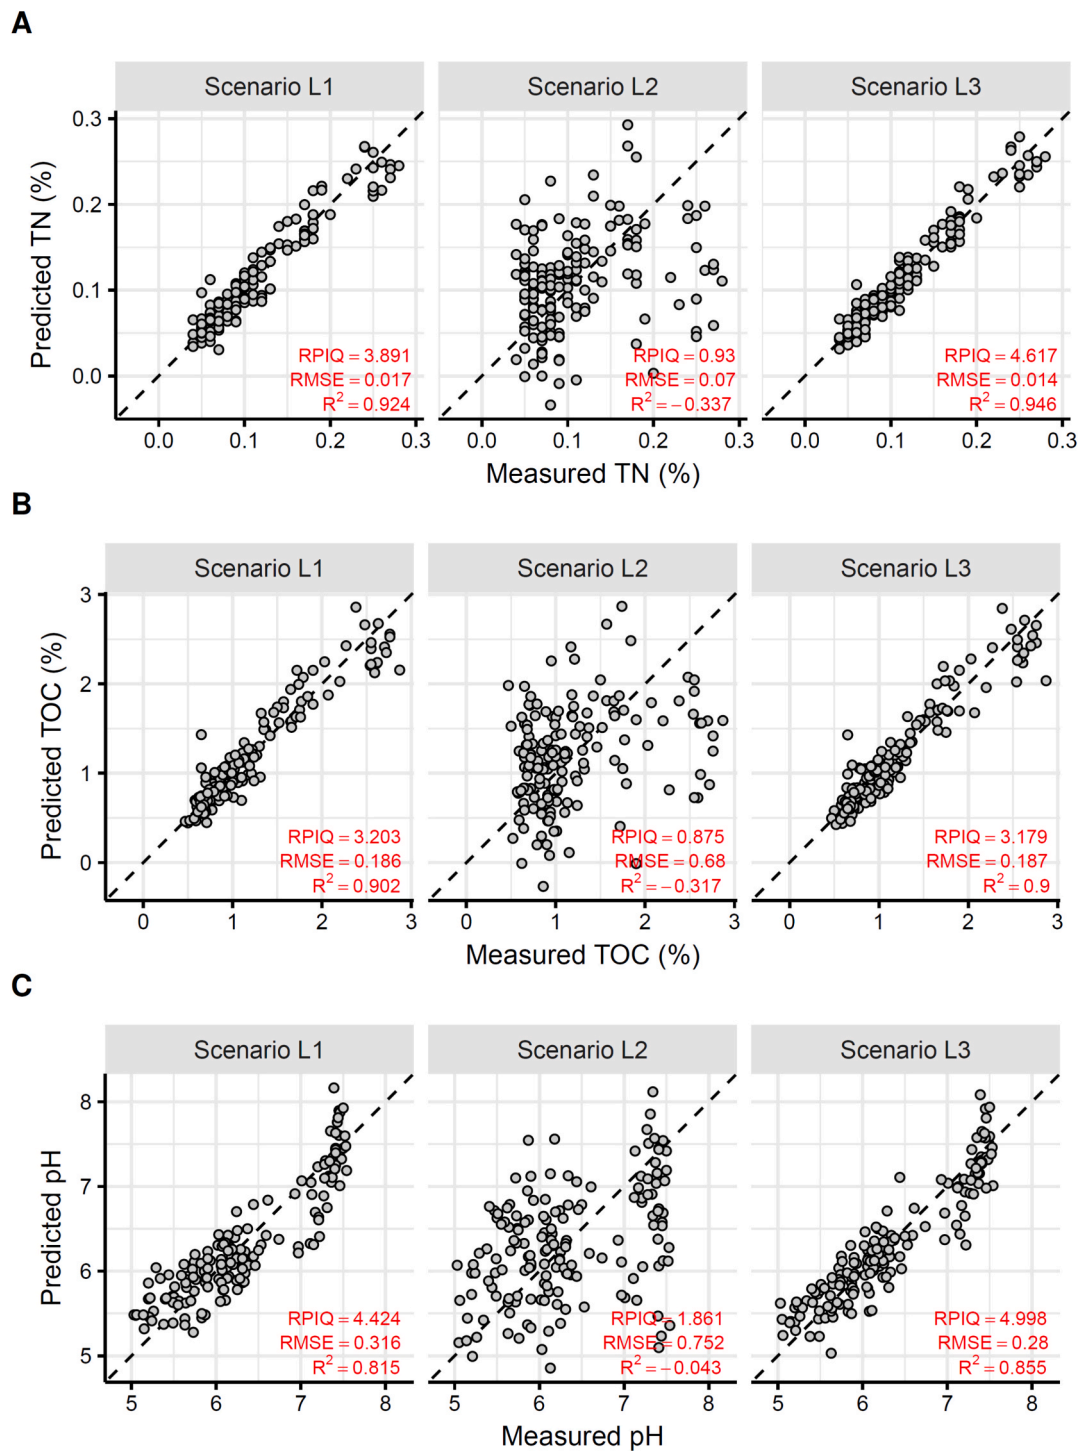 A
Scenario L1 Scenario L2 Scenario L3
Predicted TN (%)
0.3
0.2
0.1
0.0
RPIQ = 3.891
RMSE = 0.017
R² = 0.924
RPIQ = 0.93
RMSE = 0.07
R² = −0.337
RPIQ = 4.617
RMSE = 0.014
R² = 0.946
0.0 0.1 0.2 0.3 0.0 0.1 0.2 0.3 0.0 0.1 0.2 0.3
Measured TN (%)
B
Scenario L1 Scenario L2 Scenario L3
Predicted TOC (%)
3
2
1
0
RPIQ = 3.203
RMSE = 0.186
R² = 0.902
RPIQ = 0.875
RMSE = 0.68
R² = −0.317
RPIQ = 3.179
RMSE = 0.187
R² = 0.9
0 1 2 3 0 1 2 3 0 1 2 3
Measured TOC (%)
C
Scenario L1 Scenario L2 Scenario L3
Predicted pH
8
7
6
5
RPIQ = 4.424
RMSE = 0.316
R² = 0.815
RPIQ = 1.861
RMSE = 0.752
R² = −0.043
RPIQ = 4.998
RMSE = 0.28
R² = 0.855
5 6 7 8 5 6 7 8 5 6 7 8
Measured pH